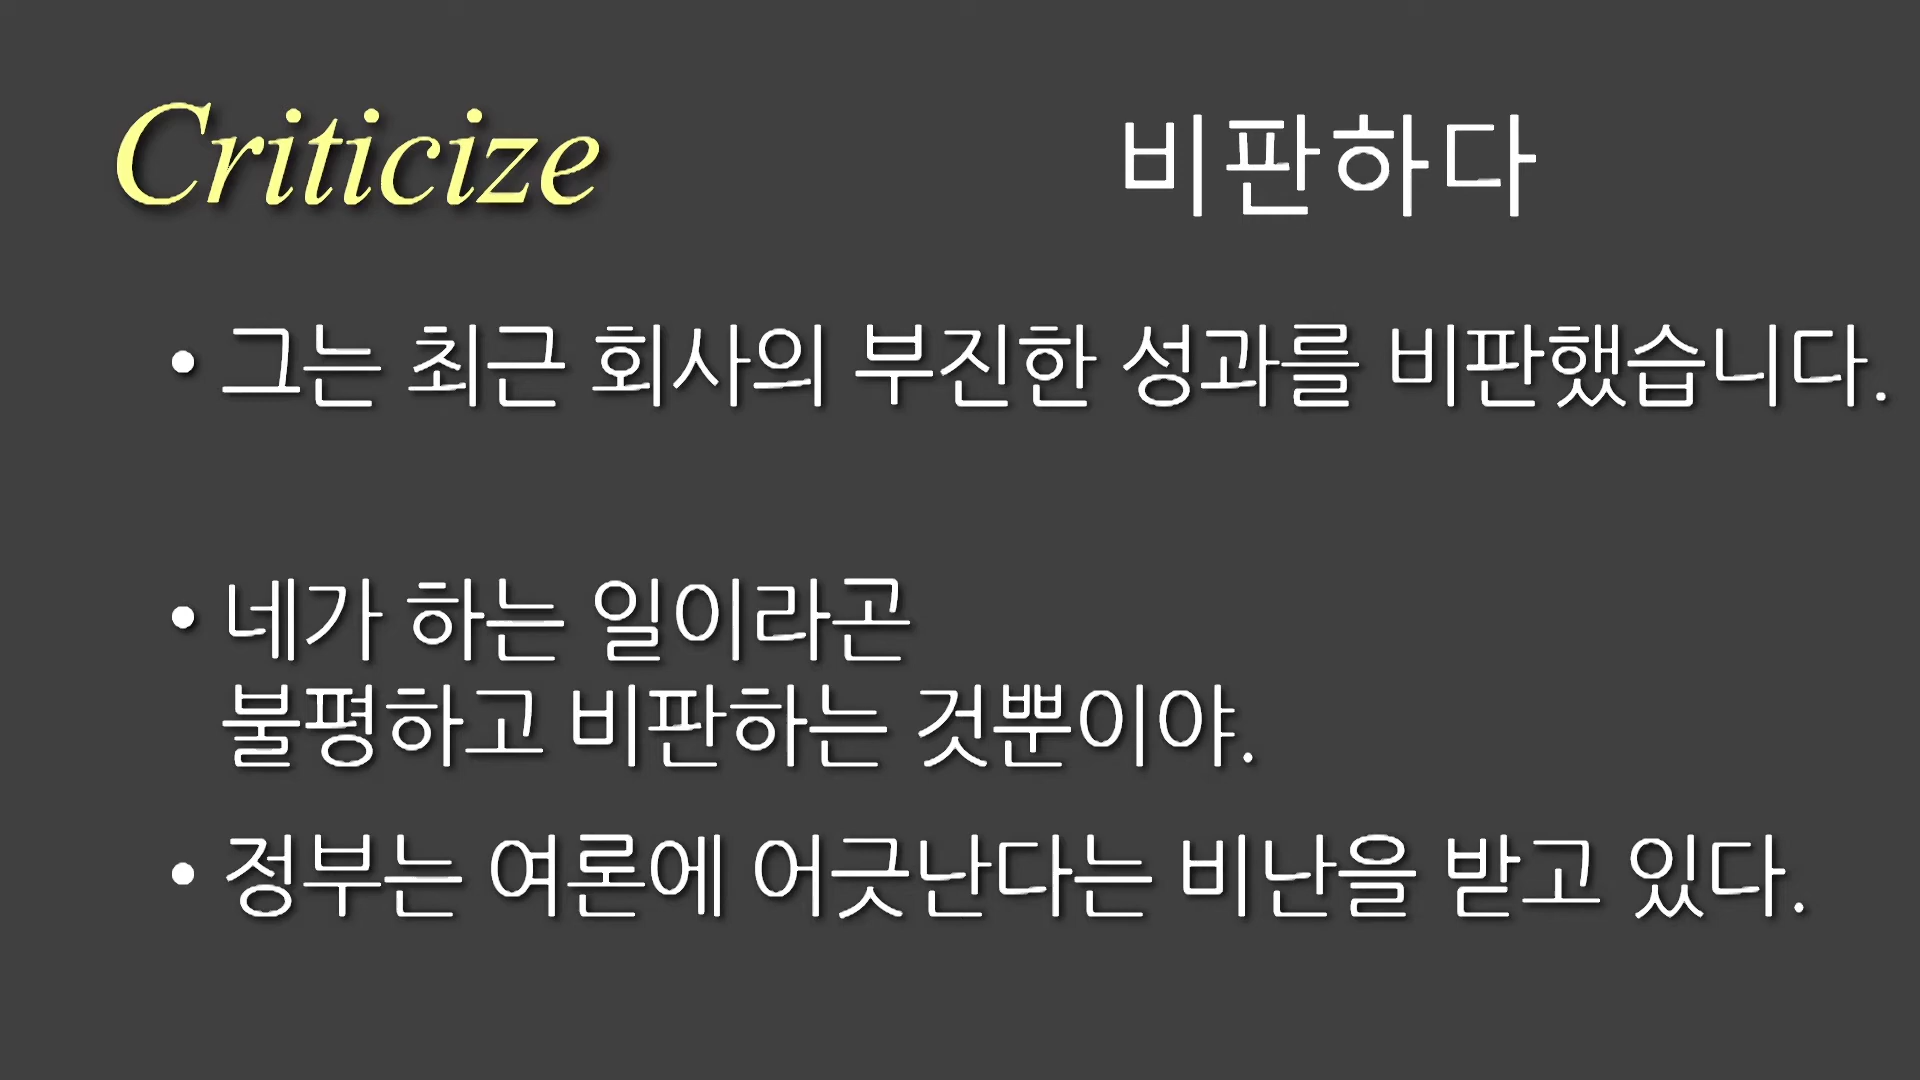 Criticize 비판하다
• 그는 최근 회사의 부진한 성과를 비판했습니다.
• 네가 하는 일이라곤
불평하고 비판하는 것뿐이야.
• 정부는 여론에 어긋난다는 비난을 받고 있다.